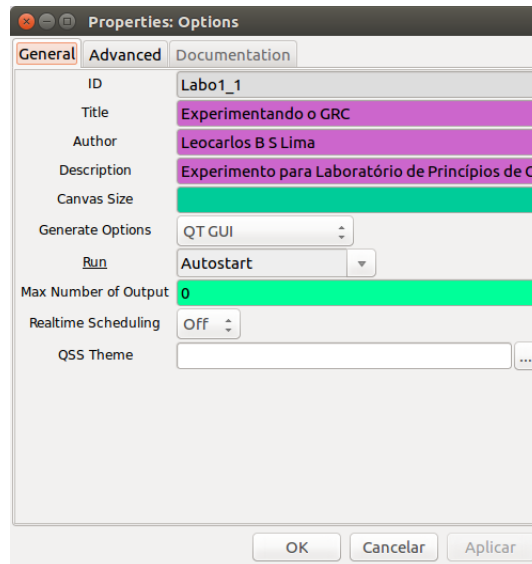 Properties: Options
General Advanced Documentation
ID Labo1_1
Title Experimentando o GRC
Author Leocarlos B S Lima
Description Experimento para Laboratório de Princípios de
Canvas Size
Generate Options QT GUI
Run Autostart
Max Number of Output 0
Realtime Scheduling Off
QSS Theme ...
OK Cancelar Aplicar